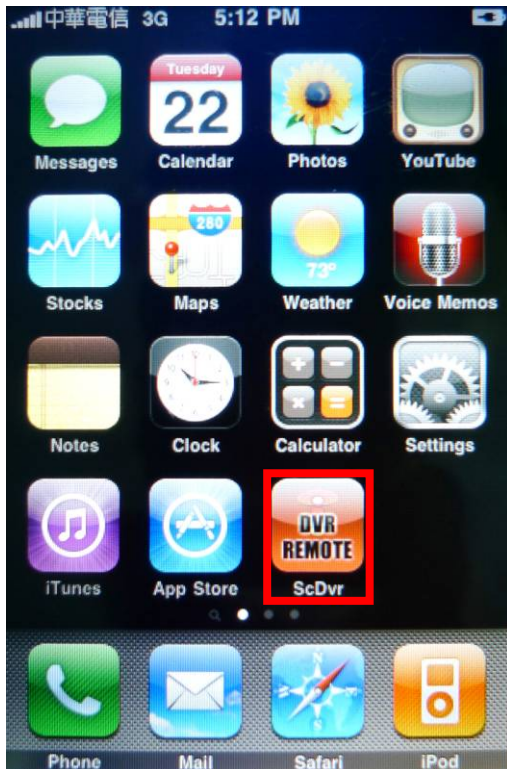 中華電信 3G 5:12 PM
Tuesday
22
Messages Calendar Photos YouTube
280
73°
Stocks Maps Weather Voice Memos
Notes Clock Calculator Settings
DVR
REMOTE
iTunes App Store ScDvr
Phone Mail Safari iPod